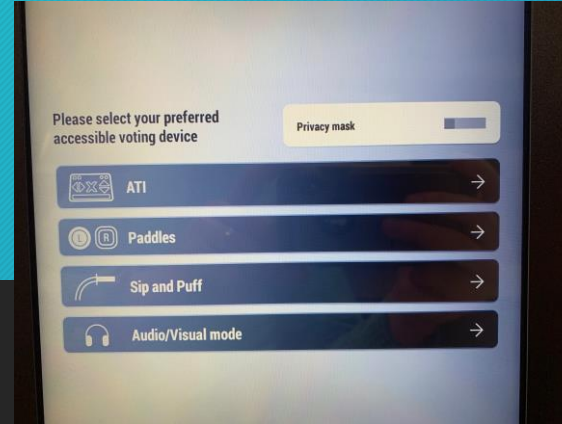 Please select your preferred
accessible voting device
Privacy mask
ATI
L R Paddles
Sip and Puff
Audio/Visual mode